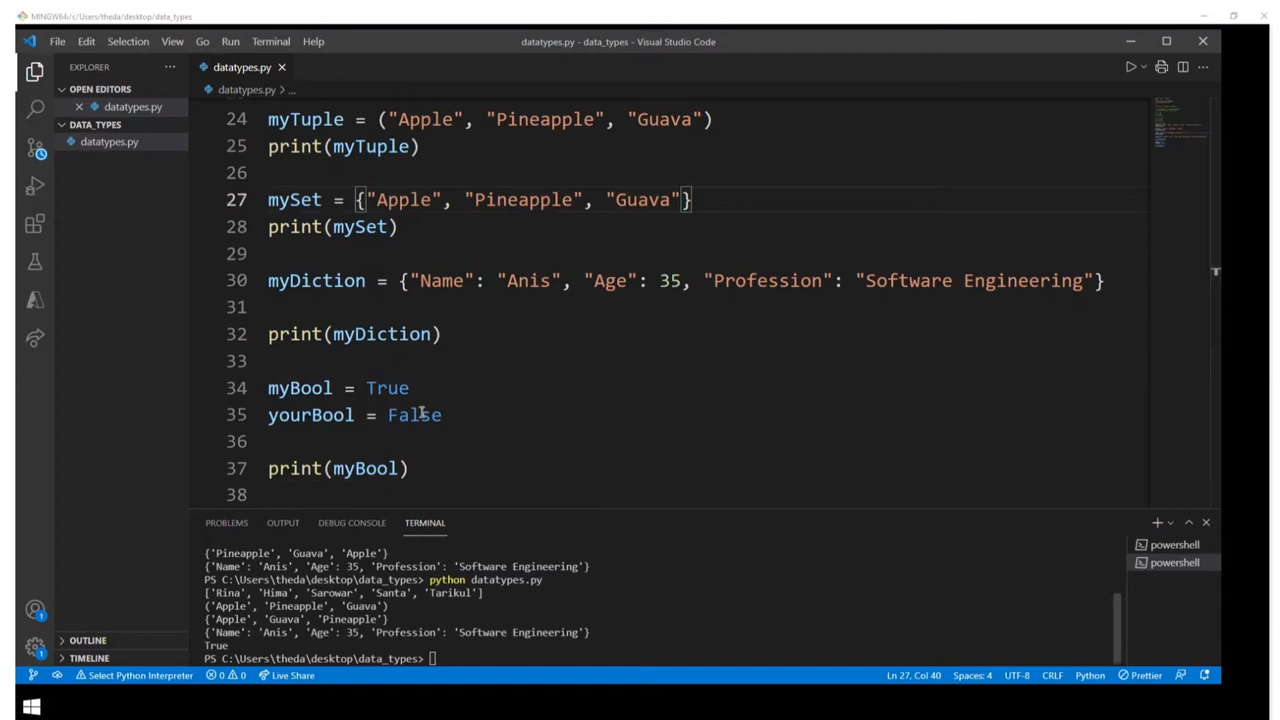 MINGW64:/c/Users/theda/desktop/data_types
File Edit Selection View Go Run Terminal Help
datatypes.py - data_types - Visual Studio Code
EXPLORER
OPEN EDITORS
datatypes.py
DATA_TYPES
datatypes.py
OUTLINE
TIMELINE
datatypes.py
datatypes.py > ...
24 myTuple = ("Apple", "Pineapple", "Guava")
25 print(myTuple)
26
27 mySet = {"Apple", "Pineapple", "Guava"}
28 print(mySet)
29
30 myDiction = {"Name": "Anis", "Age": 35, "Profession": "Software Engineering"}
31
32 print(myDiction)
33
34 myBool = True
35 yourBool = False
36
37 print(myBool)
38
PROBLEMS OUTPUT DEBUG CONSOLE TERMINAL
{'Pineapple', 'Guava', 'Apple'}
{'Name': 'Anis', 'Age': 35, 'Profession': 'Software Engineering'}
PS C:\Users\theda\desktop\data_types> python datatypes.py
['Rina', 'Hima', 'Sarowar', 'Santa', 'Tarikul']
('Apple', 'Pineapple', 'Guava')
{'Apple', 'Guava', 'Pineapple'}
{'Name': 'Anis', 'Age': 35, 'Profession': 'Software Engineering'}
True
PS C:\Users\theda\desktop\data_types>
powershell
powershell
1
1
Select Python Interpreter 0 0 Live Share
Ln 27, Col 40 Spaces: 4 UTF-8 CRLF Python Prettier